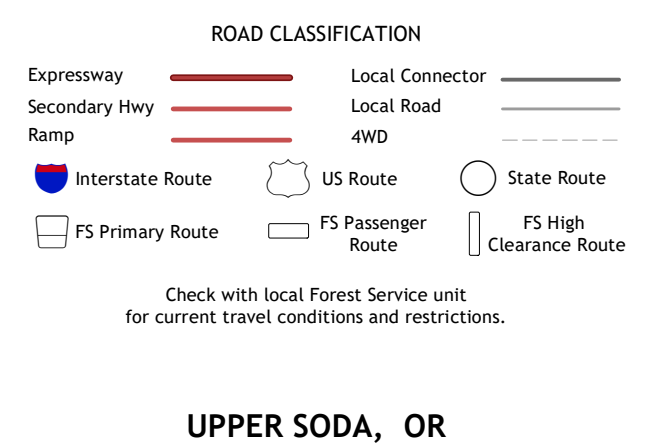 ROAD CLASSIFICATION
Expressway
Local Connector
Secondary Hwy
Local Road
Ramp
4WD
Interstate Route
US Route
State Route
FS Primary Route
FS Passenger
Route
FS High
Clearance Route
Check with local Forest Service unit
for current travel conditions and restrictions.
UPPER SODA, OR